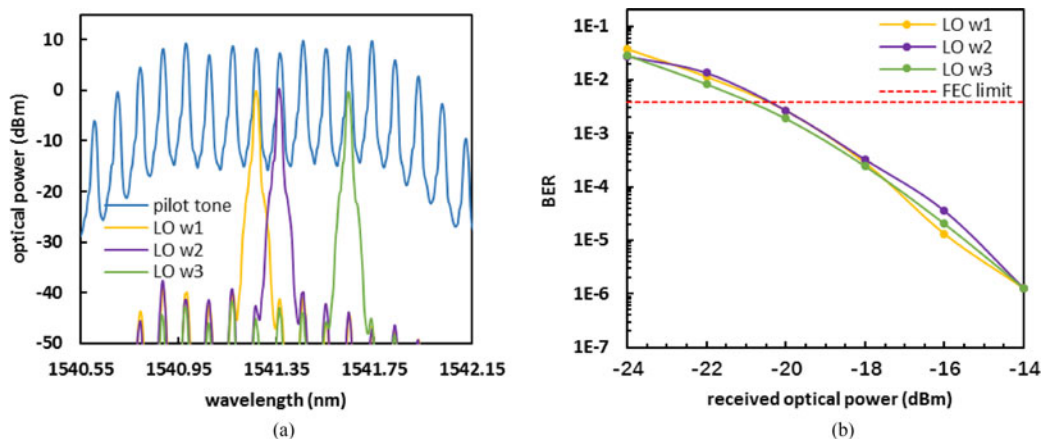 optical power (dBm)
10
0
-10
-20
-30
-40
-50
pilot tone
LO w1
LO w2
LO w3
1540.55 1540.95 1541.35 1541.75 1542.15
wavelength (nm)
(a)
BER
1E-1
1E-2
1E-3
1E-4
1E-5
1E-6
1E-7
LO w1
LO w2
LO w3
FEC limit
-24 -22 -20 -18 -16 -14
received optical power (dBm)
(b)